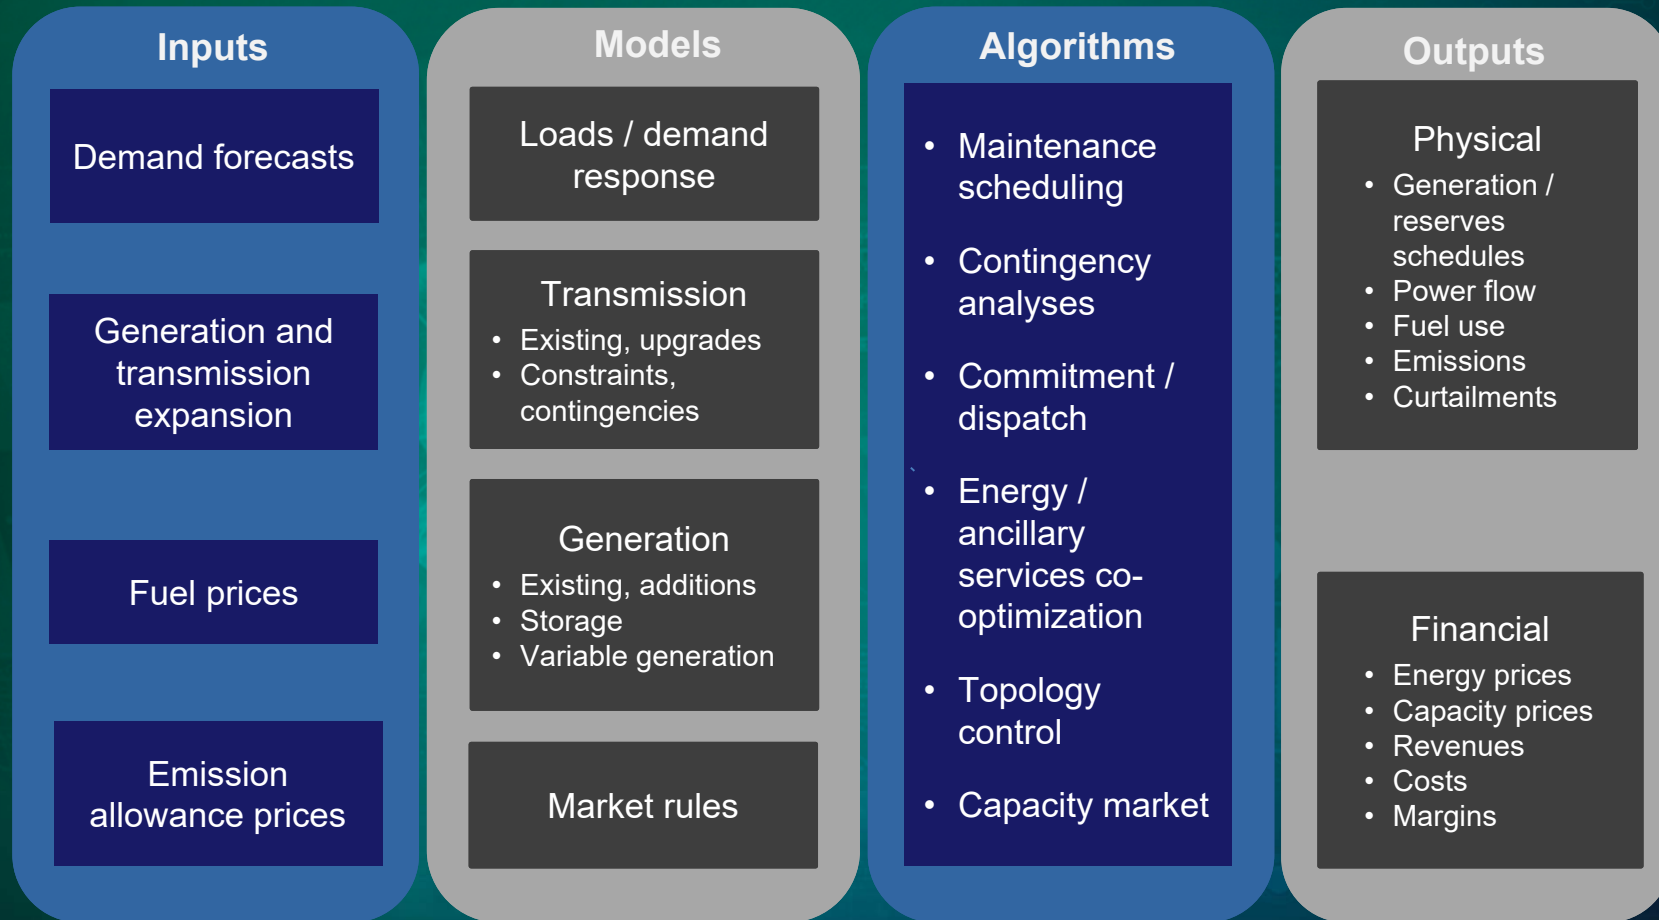 Inputs
Demand forecasts
Generation and
transmission
expansion
Fuel prices
Emission
allowance prices
Models
Loads / demand
response
Transmission
• Existing, upgrades
• Constraints,
contingencies
Generation
• Existing, additions
• Storage
• Variable generation
Market rules
Algorithms
• Maintenance
scheduling
• Contingency
analyses
• Commitment /
dispatch
• Energy /
ancillary
services co-
optimization
• Topology
control
• Capacity market
Outputs
Physical
• Generation /
reserves
schedules
• Power flow
• Fuel use
• Emissions
• Curtailments
Financial
• Energy prices
• Capacity prices
• Revenues
• Costs
• Margins